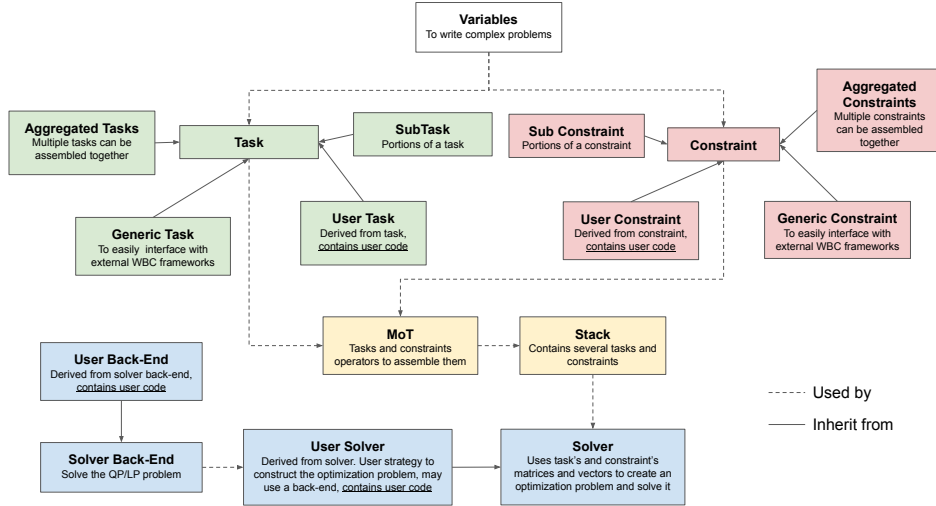 Variables
To write complex problems
Aggregated Tasks
Multiple tasks can be
assembled together
Task
SubTask
Portions of a task
Sub Constraint
Portions of a constraint
Constraint
Aggregated
Constraints
Multiple constraints
can be assembled
together
Generic Task
To easily interface with
external WBC frameworks
User Task
Derived from task,
contains user code
User Constraint
Derived from constraint,
contains user code
Generic Constraint
To easily interface with
external WBC frameworks
MoT
Tasks and constraints
operators to assemble them
Stack
Contains several tasks and
constraints
User Back-End
Derived from solver back-end,
contains user code
Used by
Inherit from
Solver Back-End
Solve the QP/LP problem
User Solver
Derived from solver. User strategy to
construct the optimization problem, may
use a back-end, contains user code
Solver
Uses task's and constraint's
matrices and vectors to create an
optimization problem and solve it